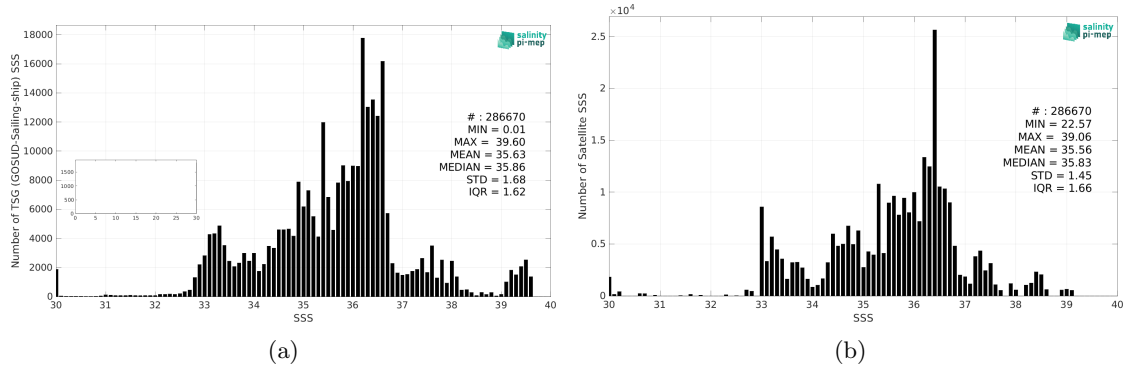 18000
16000
14000
12000
10000
8000
6000
4000
2000
0
Number of TSG (GOSUD-Sailing-ship) SSS
salinity
pi-mep
# : 286670
MIN = 0.01
MAX = 39.60
MEAN = 35.63
MEDIAN = 35.86
STD = 1.68
IQR = 1.62
1500
1000
500
0
0 5 10 15 20 25 30
30 31 32 33 34 35 36 37 38 39 40
SSS
(a)
×10⁴
2.5
2
1.5
1
0.5
0
Number of Satellite SSS
salinity
pi-mep
# : 286670
MIN = 22.57
MAX = 39.06
MEAN = 35.56
MEDIAN = 35.83
STD = 1.45
IQR = 1.66
30 31 32 33 34 35 36 37 38 39 40
SSS
(b)